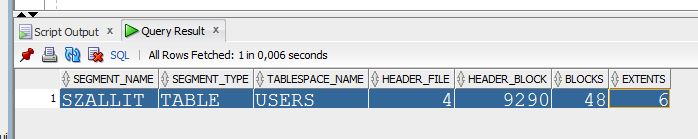 Script Output x Query Result x
SQL | All Rows Fetched: 1 in 0,006 seconds
SEGMENT_NAME SEGMENT_TYPE TABLESPACE_NAME HEADER_FILE HEADER_BLOCK BLOCKS EXTENTS
1 SZALLIT TABLE USERS 4 9290 48 6